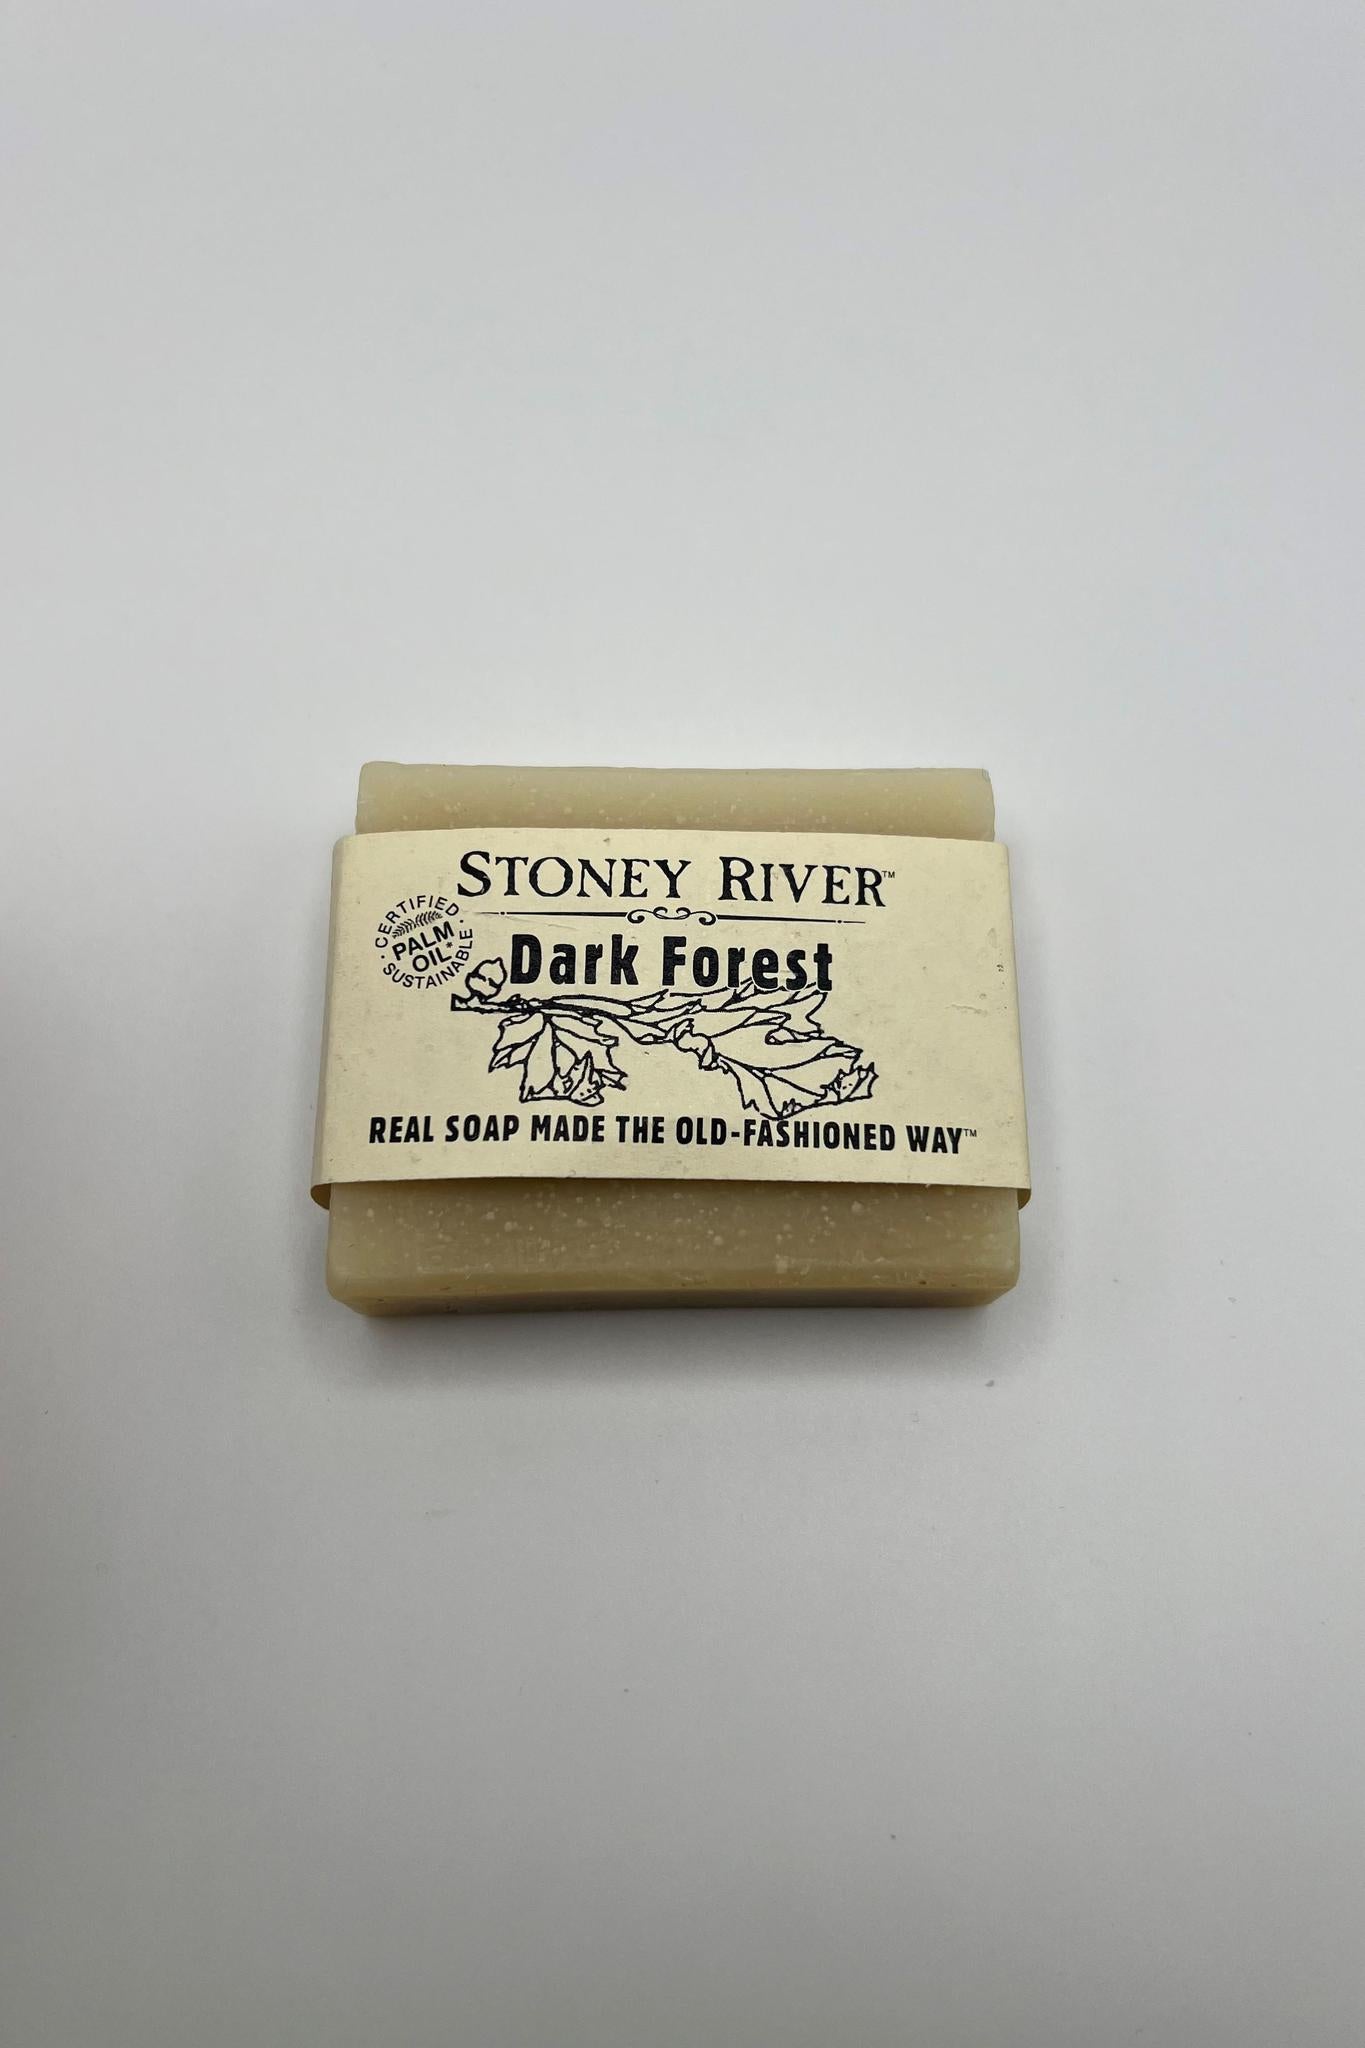 STONEY RIVER™
CERTIFIED
PALM
OIL*
SUSTAINABLE
Dark Forest
REAL SOAP MADE THE OLD-FASHIONED WAY™